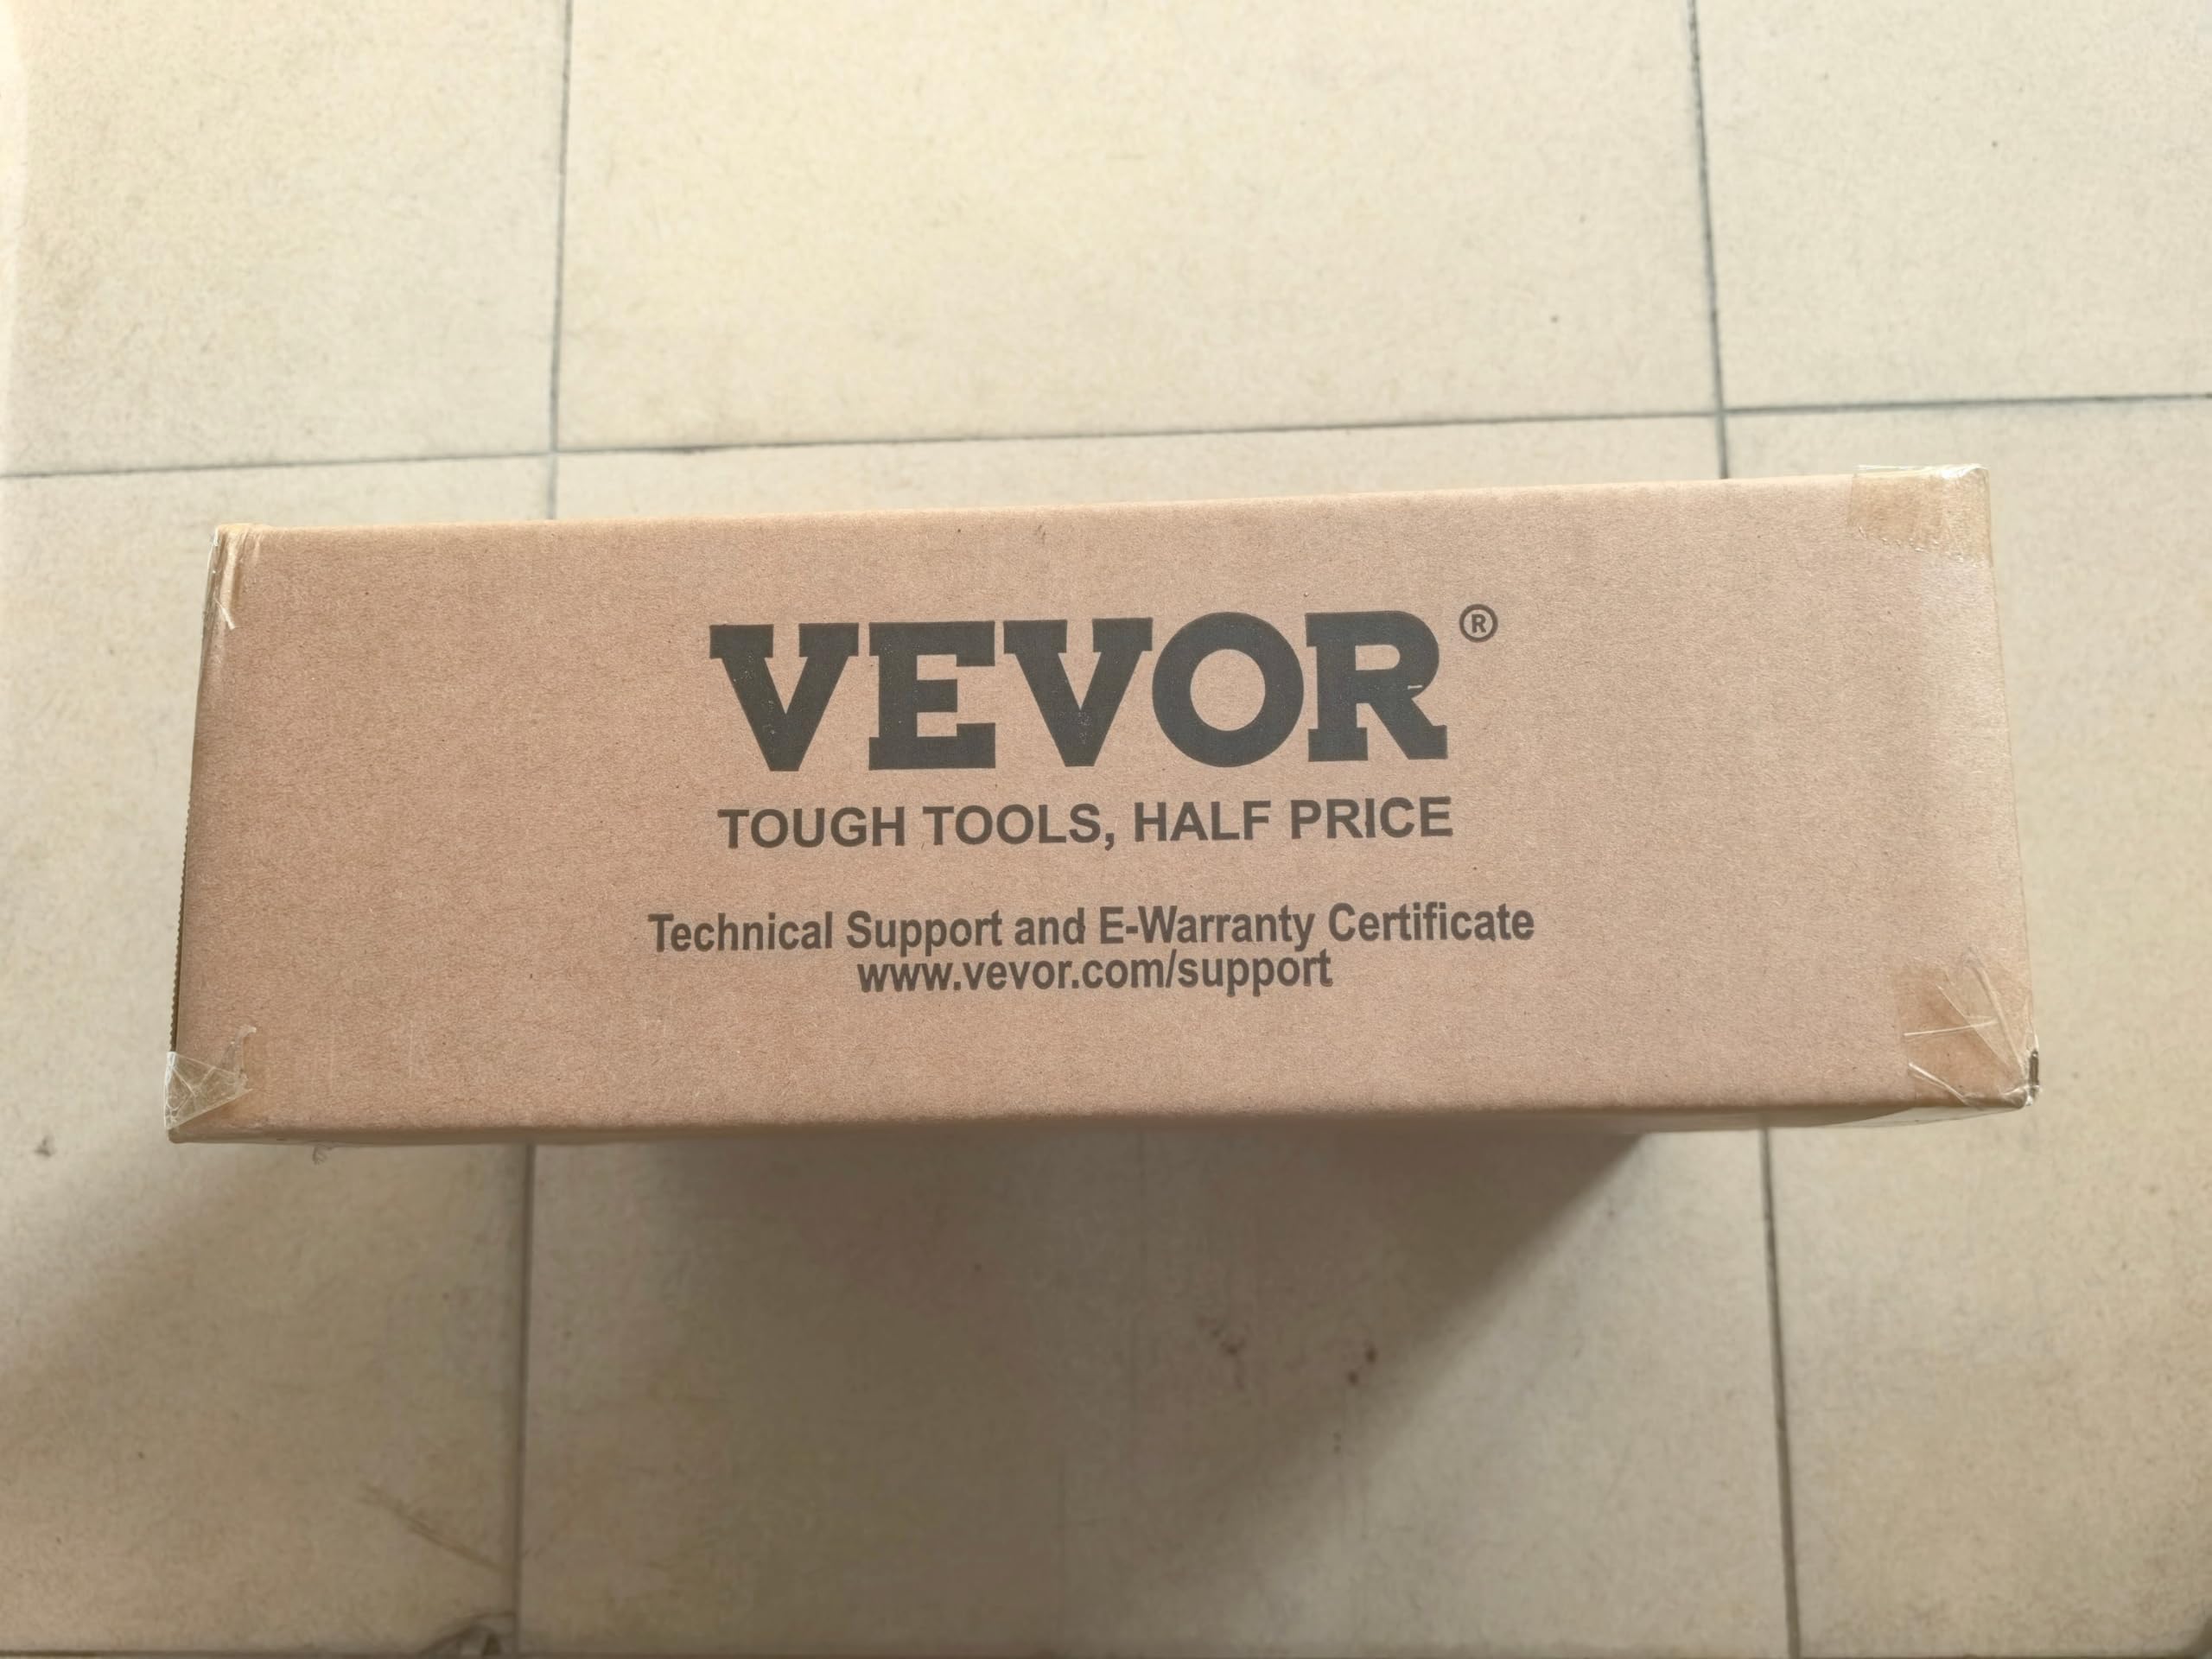 VEVOR®
TOUGH TOOLS, HALF PRICE
Technical Support and E-Warranty Certificate
www.vevor.com/support